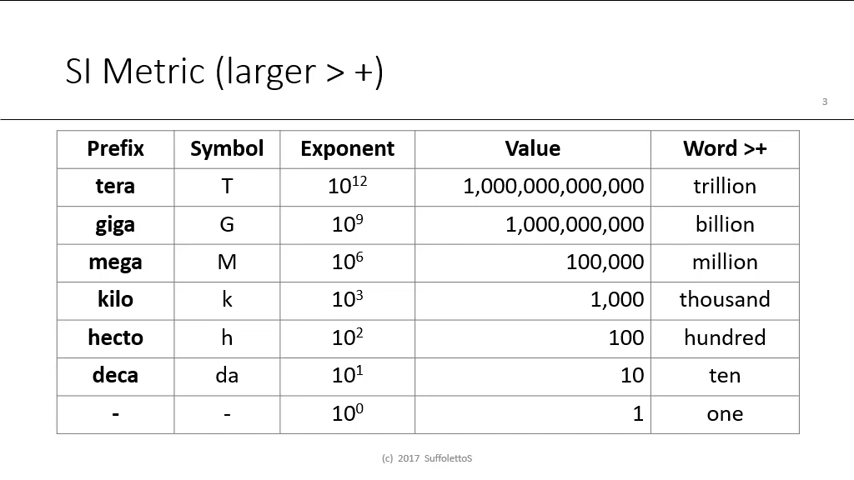 SI Metric (larger > +)
3
Prefix Symbol Exponent Value Word >+
tera T 10¹² 1,000,000,000,000 trillion
giga G 10⁹ 1,000,000,000 billion
mega M 10⁶ 100,000 million
kilo k 10³ 1,000 thousand
hecto h 10² 100 hundred
deca da 10¹ 10 ten
- - 10⁰ 1 one
(c) 2017 SuffolettoS